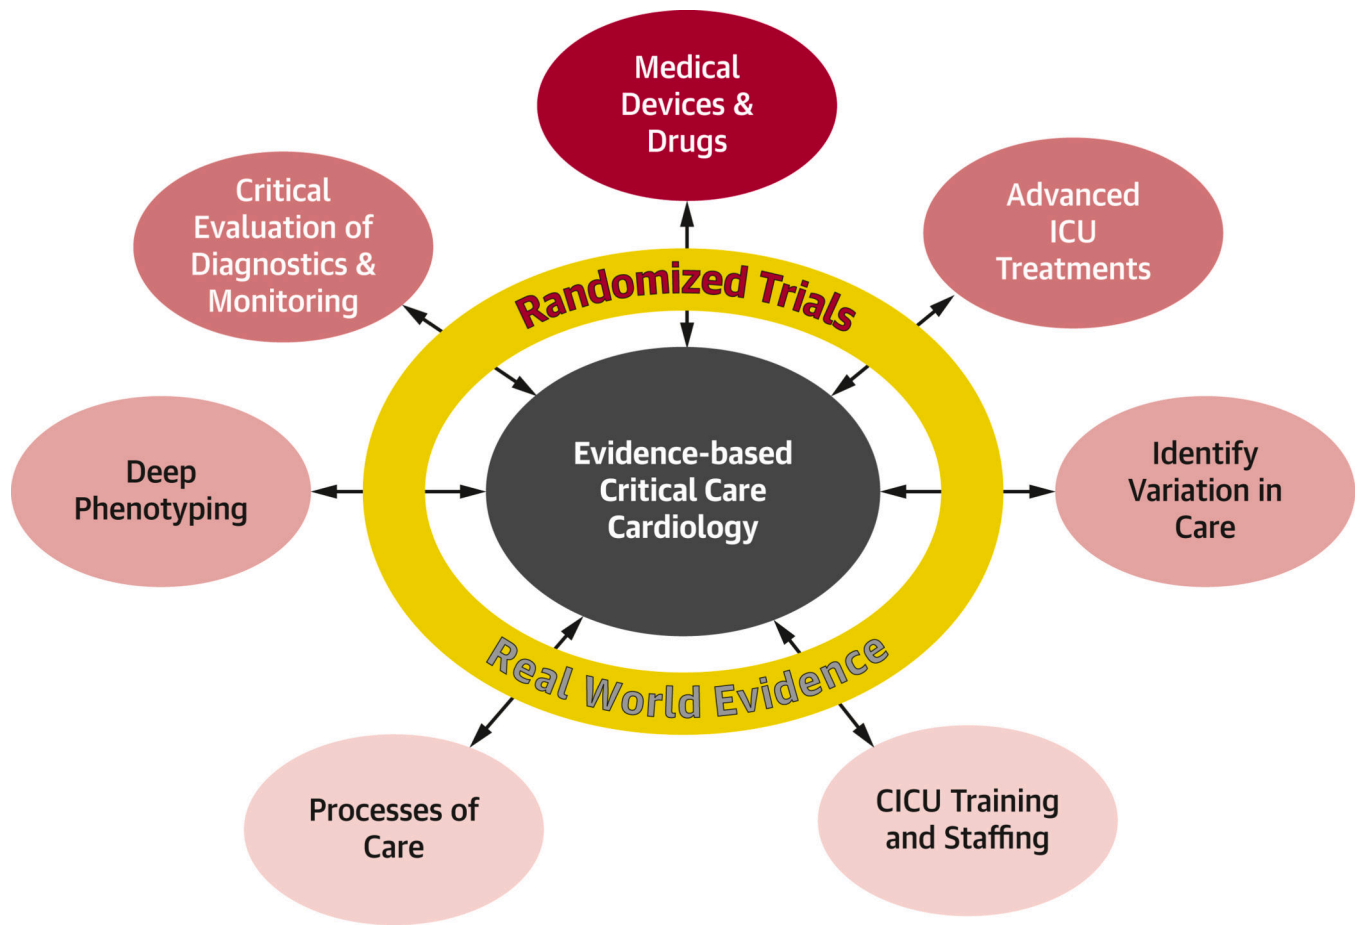 Medical
Devices &
Drugs
Critical
Evaluation of
Diagnostics &
Monitoring
Advanced
ICU
Treatments
Randomized Trials
Deep
Phenotyping
Evidence-based
Critical Care
Cardiology
Identify
Variation in
Care
Real World Evidence
Processes of
Care
CICU Training
and Staffing